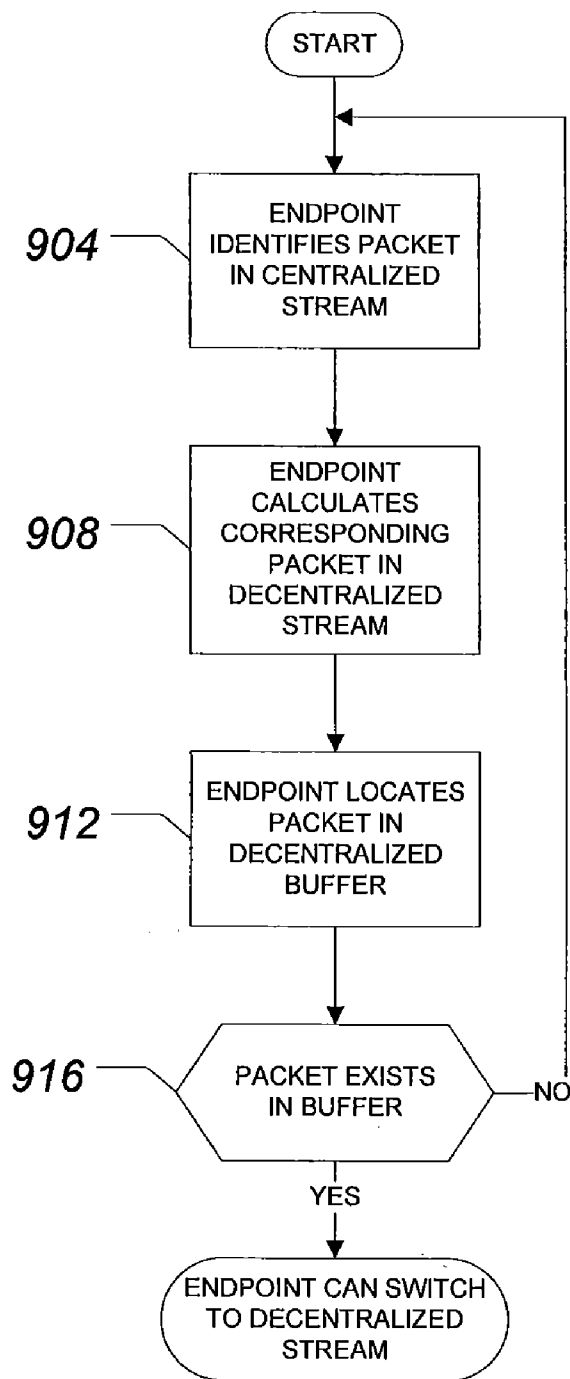 START
904
ENDPOINT
IDENTIFIES PACKET
IN CENTRALIZED
STREAM
908
ENDPOINT
CALCULATES
CORRESPONDING
PACKET IN
DECENTRALIZED
STREAM
912
ENDPOINT LOCATES
PACKET IN
DECENTRALIZED
BUFFER
916
PACKET EXISTS
IN BUFFER
NO
YES
ENDPOINT CAN SWITCH
TO DECENTRALIZED
STREAM